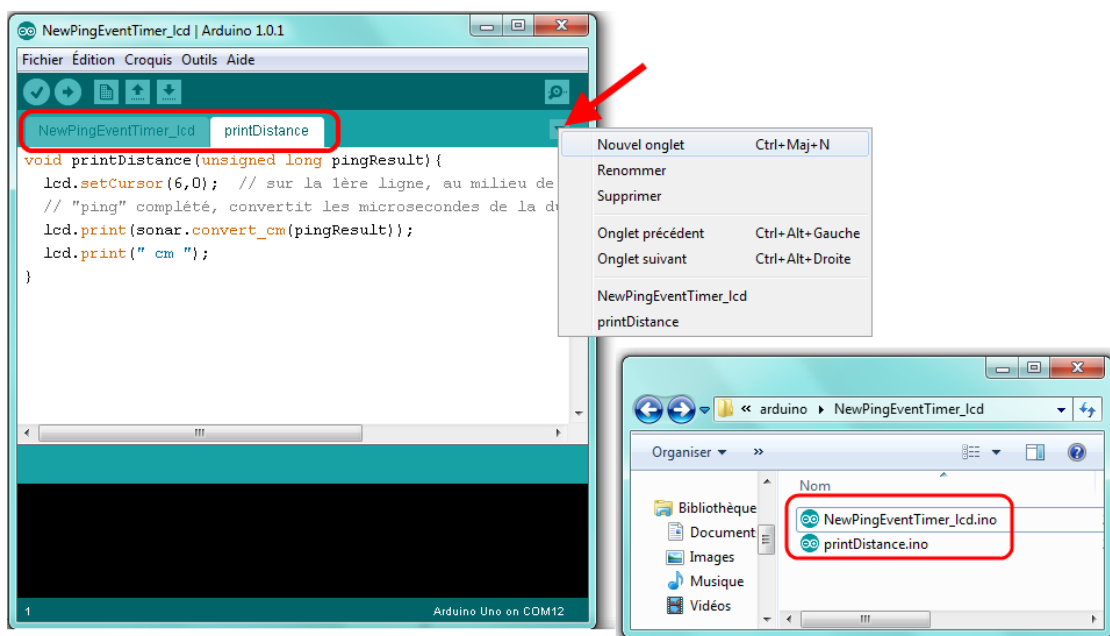 NewPingEventTimer_lcd | Arduino 1.0.1
Fichier Édition Croquis Outils Aide
NewPingEventTimer_lcd printDistance
void printDistance(unsigned long pingResult){
lcd.setCursor(6,0); // sur la 1ère ligne, au milieu de
// "ping" complété, convertit les microsecondes de la
lcd.print(sonar.convert_cm(pingResult));
lcd.print(" cm ");
}
1 Arduino Uno on COM12
Nouvel onglet Ctrl+Maj+N
Renommer
Supprimer
Onglet précédent Ctrl+Alt+Gauche
Onglet suivant Ctrl+Alt+Droite
NewPingEventTimer_lcd
printDistance
« arduino NewPingEventTimer_lcd
Organiser »
Nom
Bibliothèque
Document
Images
Musique
Vidéos
NewPingEventTimer_lcd.ino
printDistance.ino